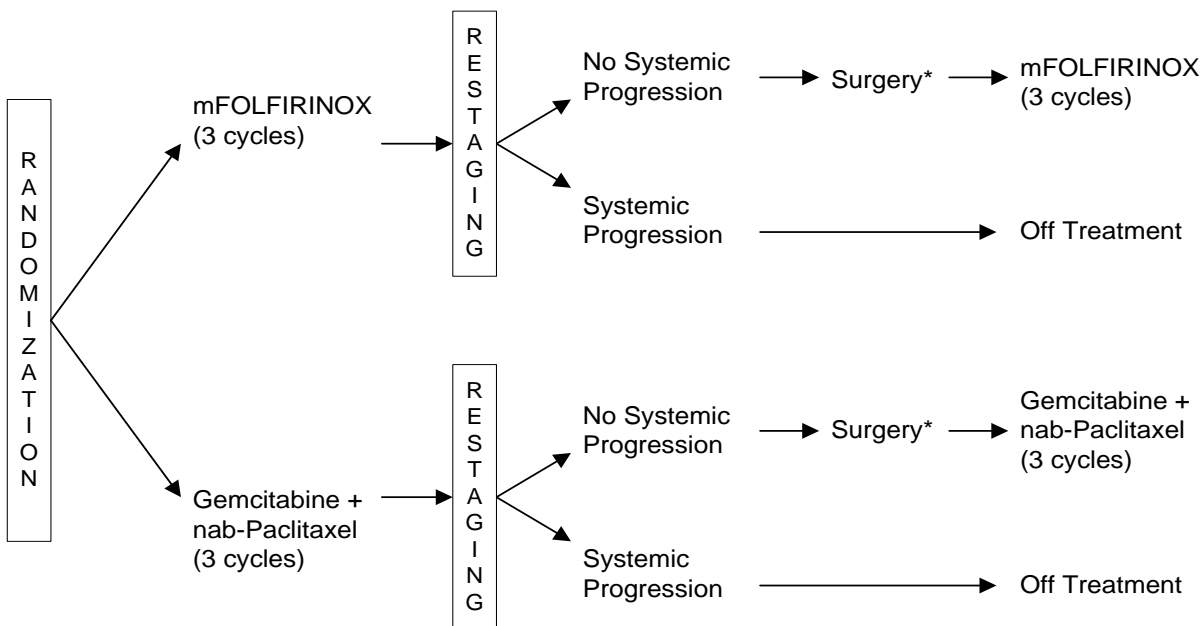 RANDOMIZATION
mFOLFIRINOX
(3 cycles)
RESTAGING
No Systemic
Progression
Surgery*
mFOLFIRINOX
(3 cycles)
Systemic
Progression
Off Treatment
Gemcitabine +
nab-Paclitaxel
(3 cycles)
RESTAGING
No Systemic
Progression
Surgery*
Gemcitabine +
nab-Paclitaxel
(3 cycles)
Systemic
Progression
Off Treatment